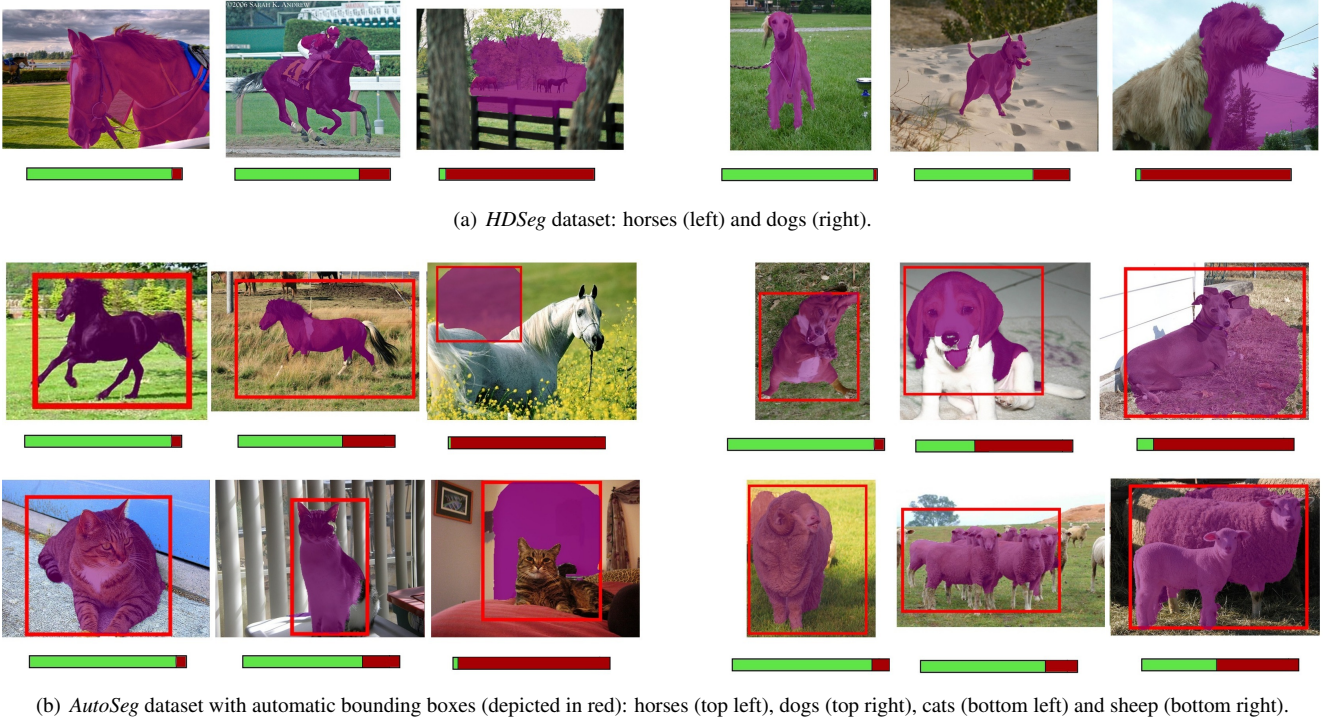 ©2006 SARAH K. ANDREW
(a) HDSeg dataset: horses (left) and dogs (right).
(b) AutoSeg dataset with automatic bounding boxes (depicted in red): horses (top left), dogs (top right), cats (bottom left) and sheep (bottom right).